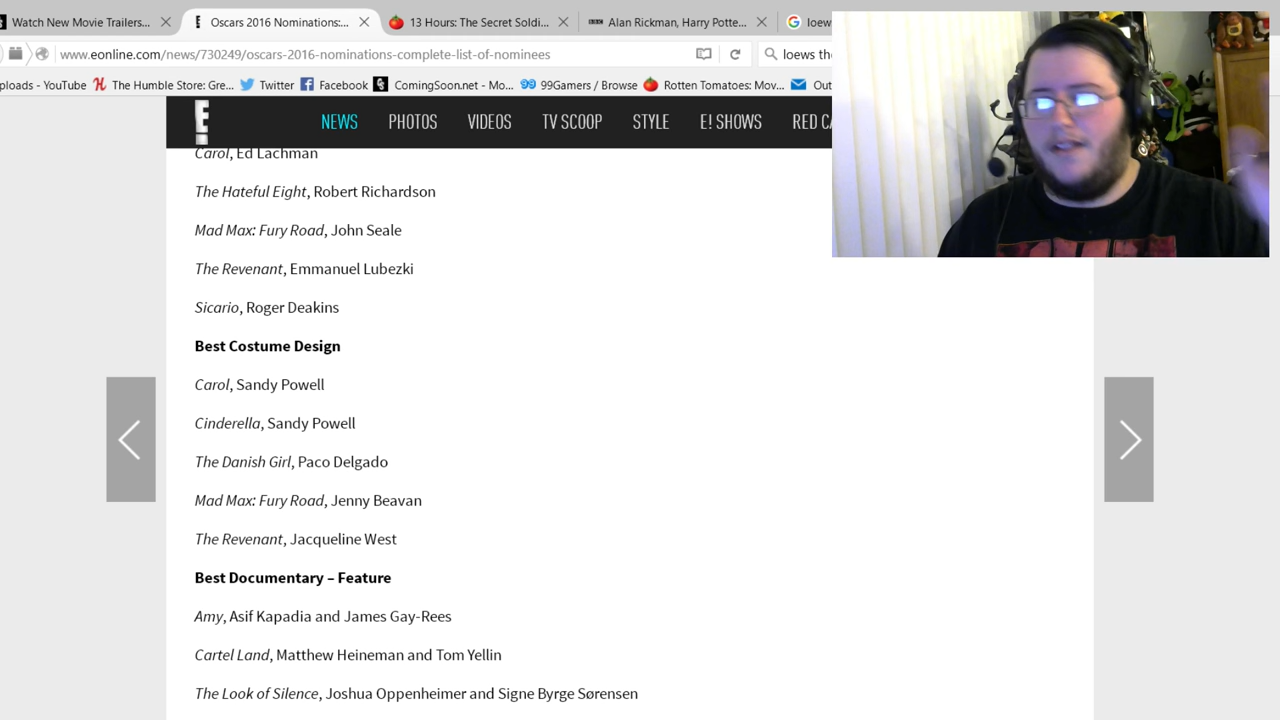 Watch New Movie Trailers... × Oscars 2016 Nominations:... × 13 Hours: The Secret Soldi... × Alan Rickman, Harry Potte... × loews
www.eonline.com/news/730249/oscars-2016-nominations-complete-list-of-nominees loews th
ploads - YouTube The Humble Store: Gre... Twitter Facebook ComingSoon.net - Mo... 99Gamers / Browse Rotten Tomatoes: Mov... Out
E! NEWS PHOTOS VIDEOS TV SCOOP STYLE E! SHOWS RED CA
Carol, Ed Lachman
The Hateful Eight, Robert Richardson
Mad Max: Fury Road, John Seale
The Revenant, Emmanuel Lubezki
Sicario, Roger Deakins
Best Costume Design
Carol, Sandy Powell
Cinderella, Sandy Powell
The Danish Girl, Paco Delgado
Mad Max: Fury Road, Jenny Beavan
The Revenant, Jacqueline West
Best Documentary – Feature
Amy, Asif Kapadia and James Gay-Rees
Cartel Land, Matthew Heineman and Tom Yellin
The Look of Silence, Joshua Oppenheimer and Signe Byrge Sørensen